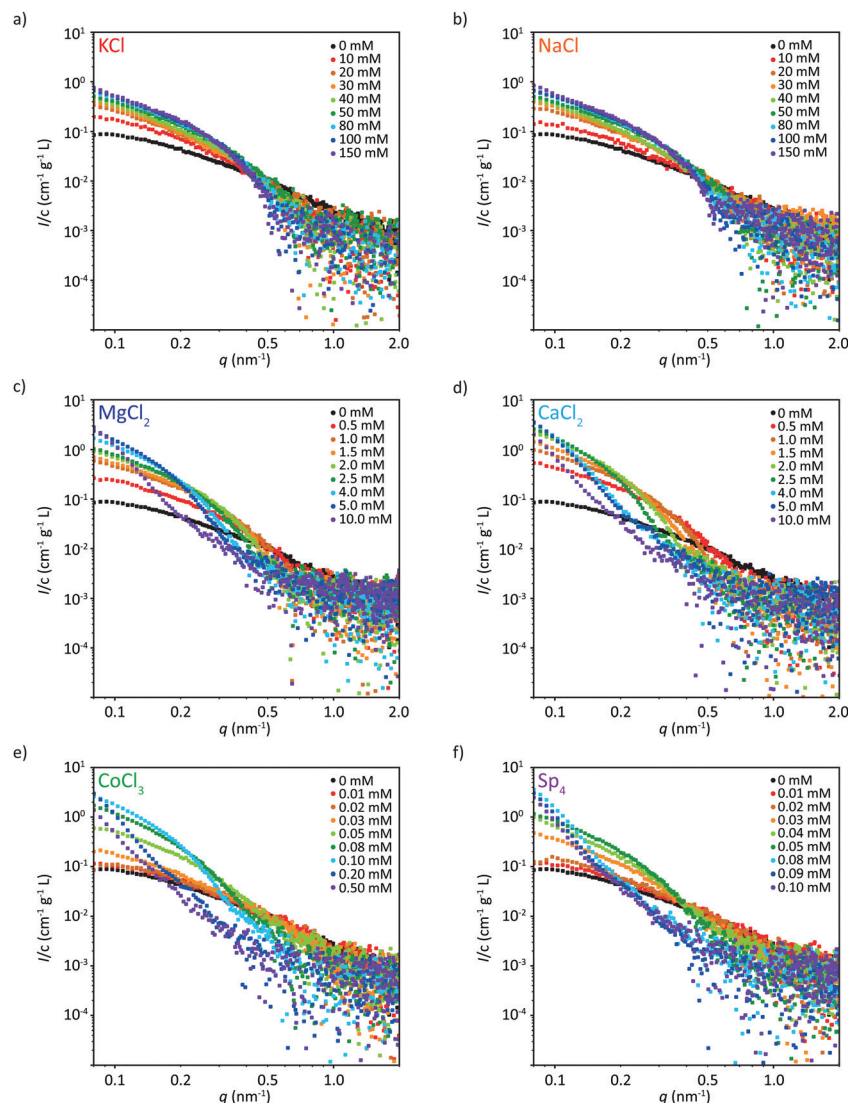 a)
KCl
I/c (cm⁻¹ g⁻¹ L)
10¹
10⁰
10⁻¹
10⁻²
10⁻³
10⁻⁴
0 mM
10 mM
20 mM
30 mM
40 mM
50 mM
80 mM
100 mM
150 mM
0.1 0.2 0.5 1.0 2.0
q (nm⁻¹)
b)
NaCl
I/c (cm⁻¹ g⁻¹ L)
10¹
10⁰
10⁻¹
10⁻²
10⁻³
10⁻⁴
0 mM
10 mM
20 mM
30 mM
40 mM
50 mM
80 mM
100 mM
150 mM
0.1 0.2 0.5 1.0 2.0
q (nm⁻¹)
c)
MgCl₂
I/c (cm⁻¹ g⁻¹ L)
10¹
10⁰
10⁻¹
10⁻²
10⁻³
10⁻⁴
0 mM
0.5 mM
1.0 mM
1.5 mM
2.0 mM
2.5 mM
4.0 mM
5.0 mM
10.0 mM
0.1 0.2 0.5 1.0 2.0
q (nm⁻¹)
d)
CaCl₂
I/c (cm⁻¹ g⁻¹ L)
10¹
10⁰
10⁻¹
10⁻²
10⁻³
10⁻⁴
0 mM
0.5 mM
1.0 mM
1.5 mM
2.0 mM
2.5 mM
4.0 mM
5.0 mM
10.0 mM
0.1 0.2 0.5 1.0 2.0
q (nm⁻¹)
e)
CoCl₃
I/c (cm⁻¹ g⁻¹ L)
10¹
10⁰
10⁻¹
10⁻²
10⁻³
10⁻⁴
0 mM
0.01 mM
0.02 mM
0.03 mM
0.05 mM
0.08 mM
0.10 mM
0.20 mM
0.50 mM
0.1 0.2 0.5 1.0 2.0
q (nm⁻¹)
f)
Sp₄
I/c (cm⁻¹ g⁻¹ L)
10¹
10⁰
10⁻¹
10⁻²
10⁻³
10⁻⁴
0 mM
0.01 mM
0.02 mM
0.03 mM
0.04 mM
0.05 mM
0.08 mM
0.09 mM
0.10 mM
0.1 0.2 0.5 1.0 2.0
q (nm⁻¹)